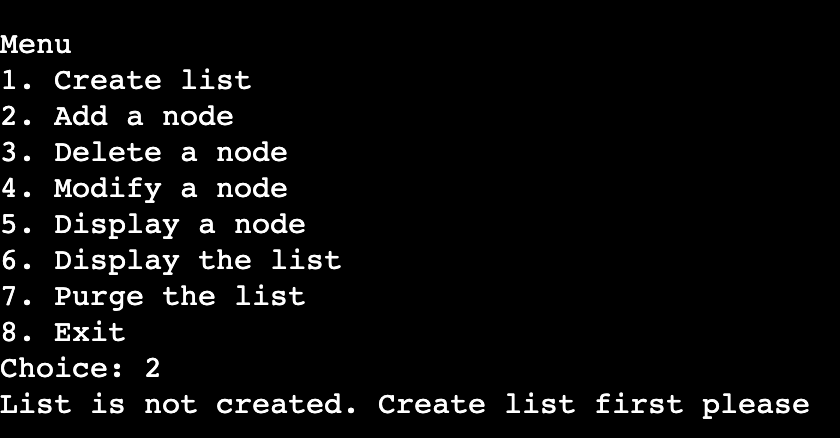 Menu
1. Create list
2. Add a node
3. Delete a node
4. Modify a node
5. Display a node
6. Display the list
7. Purge the list
8. Exit
Choice: 2
List is not created. Create list first please